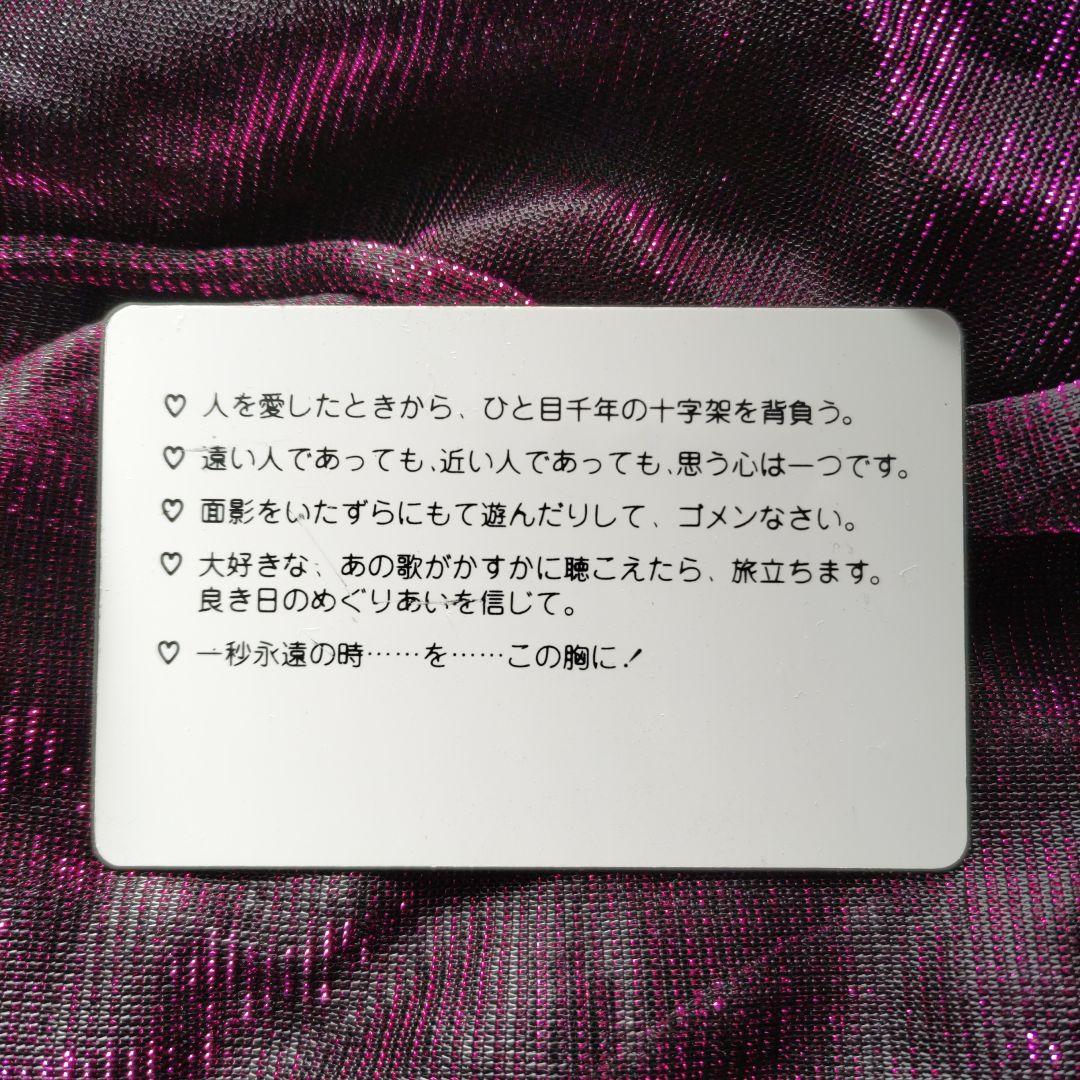 ♡ 人を愛したときから、ひと目千年の十字架を背負う。
♡ 遠い人であっても、近い人であっても、思う心は一つです。
♡ 面影をいたずらにもて遊んだりして、ゴメンなさい。
♡ 大好きな、あの歌がかすかに聴こえたら、旅立ちます。
良き日のめぐりあいを信じて。
♡ 一秒永遠の時……を……この胸に！